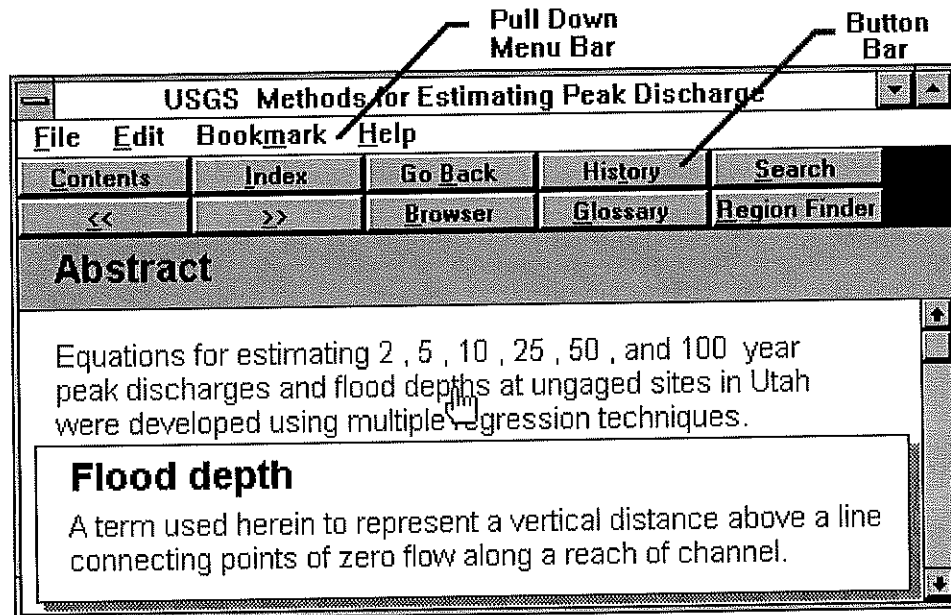 Pull Down
Menu Bar
Button
Bar
USGS Methods for Estimating Peak Discharge
File Edit Bookmark Help
Contents Index Go Back History Search
<< >> Browser Glossary Region Finder
Abstract
Equations for estimating 2 , 5 , 10 , 25 , 50 , and 100 year
peak discharges and flood depths at ungaged sites in Utah
were developed using multiple regression techniques.
Flood depth
A term used herein to represent a vertical distance above a line
connecting points of zero flow along a reach of channel.